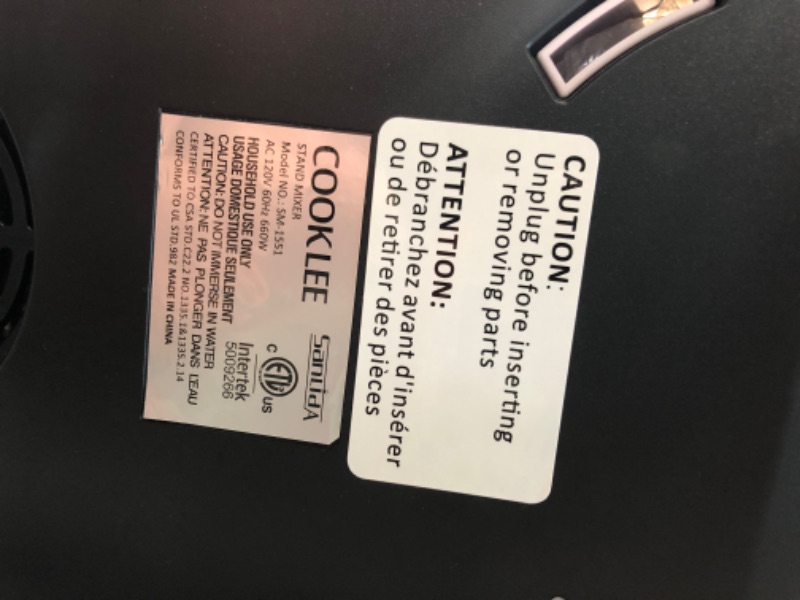 CAUTION:
Unplug before inserting
or removing parts
ATTENTION:
Débranchez avant d'insérer
ou de retirer des pièces
COOKLEE
SanLidA
STAND MIXER
Model NO.: SM-1551
AC 120V 60Hz 660W
C ETL US
Intertek
5009266
HOUSEHOLD USE ONLY
USAGE DOMESTIQUE SEULEMENT
CAUTION: DO NOT IMMERSE IN WATER
ATTENTION: NE PAS PLONGER DANS L'EAU
CERTIFIED TO CSA STD.C22.2 NO.1335.1&1335.2.14
CONFORMS TO UL STD.982 MADE IN CHINA